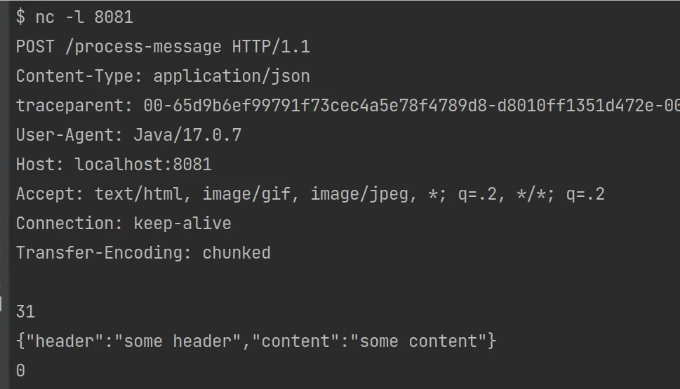 $ nc -l 8081
POST /process-message HTTP/1.1
Content-Type: application/json
traceparent: 00-65d9b6ef99791f73cec4a5e78f4789d8-d8010ff1351d472e-00
User-Agent: Java/17.0.7
Host: localhost:8081
Accept: text/html, image/gif, image/jpeg, *; q=.2, */*; q=.2
Connection: keep-alive
Transfer-Encoding: chunked
31
{"header":"some header","content":"some content"}
0